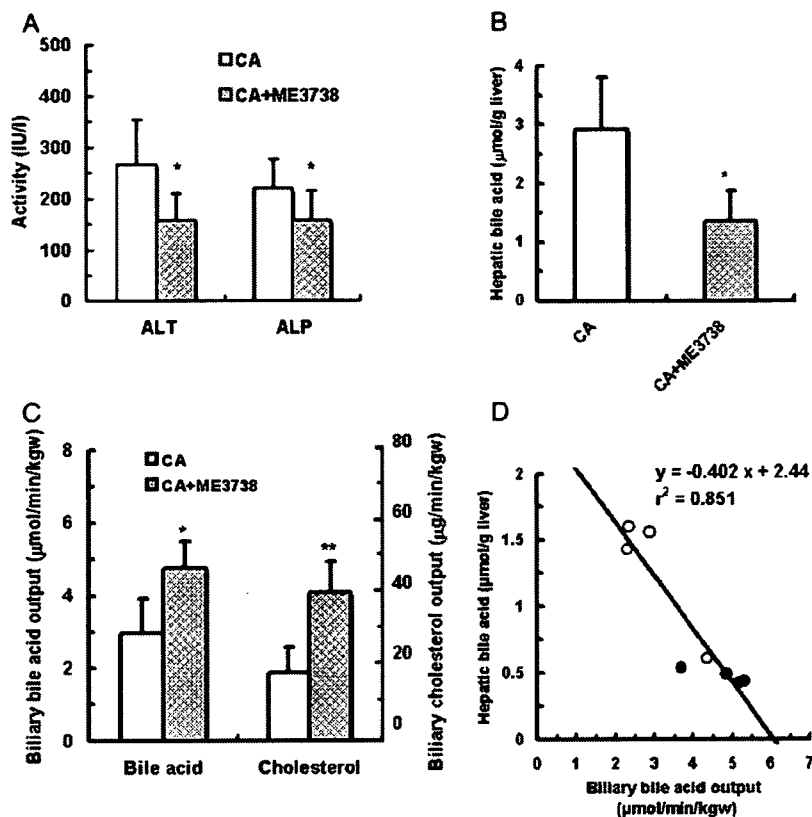 A
500
400
300
200
100
0
Activity (IU/l)
CA
CA+ME3738
*
*
ALT
ALP
B
4
3
2
1
0
Hepatic bile acid (μmol/g liver)
*
CA
CA+ME3738
C
8
6
4
2
0
Biliary bile acid output (μmol/min/kgw)
CA
CA+ME3738
*
**
80
60
40
20
0
Biliary cholesterol output (μg/min/kgw)
Bile acid
Cholesterol
D
2
1.5
1
0.5
0
Hepatic bile acid (μmol/g liver)
y = -0.402 x + 2.44
r² = 0.851
0 1 2 3 4 5 6 7
Biliary bile acid output
(μmol/min/kgw)